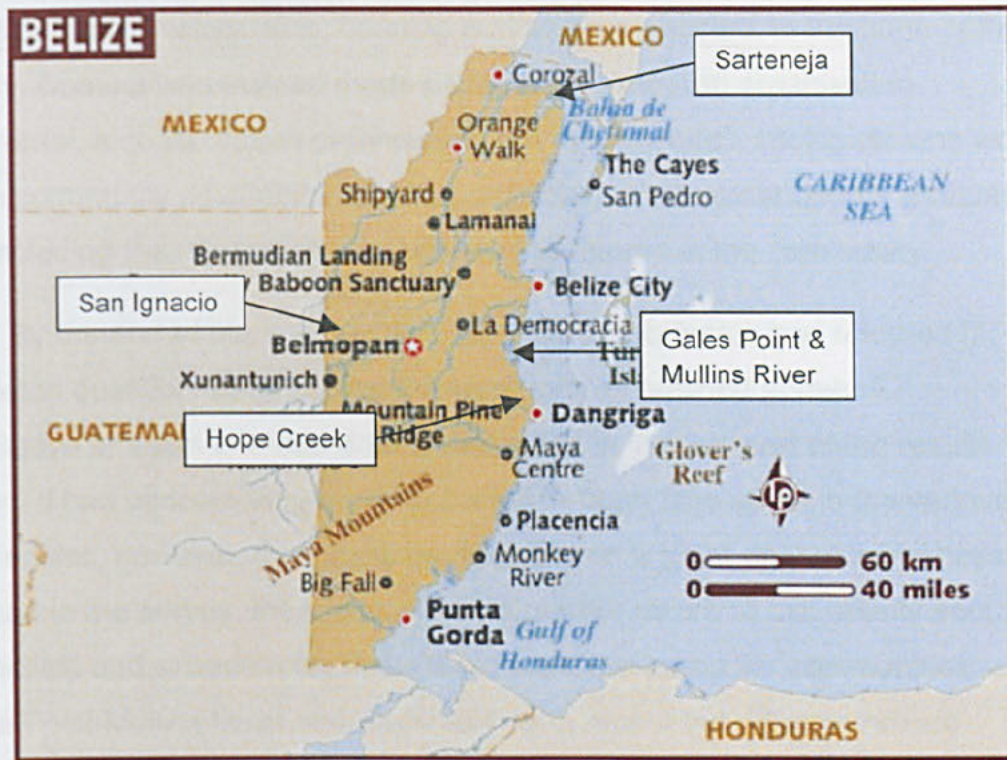 BELIZE
MEXICO
Sarteneja
Corozal
MEXICO
Bahia de
Chetumal
Orange
Walk
The Cayes
San Pedro
CARIBBEAN
SEA
Shipyard
Lamanai
Bermudian Landing
Baboon Sanctuary
San Ignacio
Belize City
La Democracia
Belmopan
Gales Point &
Mullins River
Xunantunich
Mountain Pine
Ridge
Dangriga
Hope Creek
Maya
Centre
Glover's
Reef
LP
Maya Mountains
Placencia
Monkey
River
0 60 km
0 40 miles
Big Fall
Punta
Gorda
Gulf of
Honduras
HONDURAS